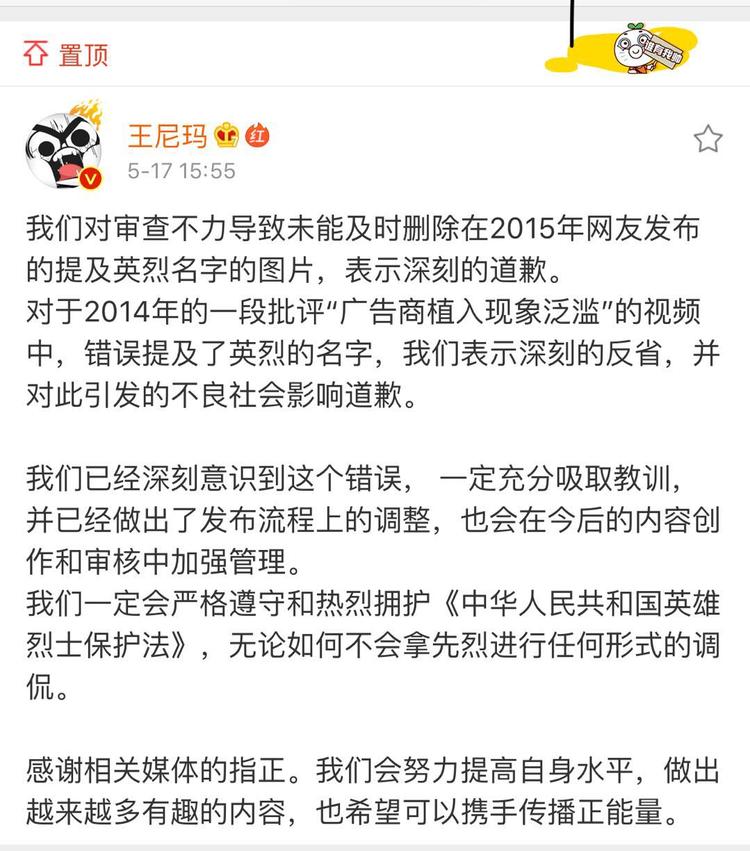 置顶
谁有我帅
王尼玛 红
5-17 15:55
我们对审查不力导致未能及时删除在2015年网友发布
的提及英烈名字的图片，表示深刻的道歉。
对于2014年的一段批评“广告商植入现象泛滥”的视频
中，错误提及了英烈的名字，我们表示深刻的反省，并
对此引发的不良社会影响道歉。
我们已经深刻意识到这个错误， 一定充分吸取教训，
并已经做出了发布流程上的调整，也会在今后的内容创
作和审核中加强管理。
我们一定会严格遵守和热烈拥护《中华人民共和国英雄
烈士保护法》，无论如何不会拿先烈进行任何形式的调
侃。
感谢相关媒体的指正。我们会努力提高自身水平，做出
越来越多有趣的内容，也希望可以携手传播正能量。